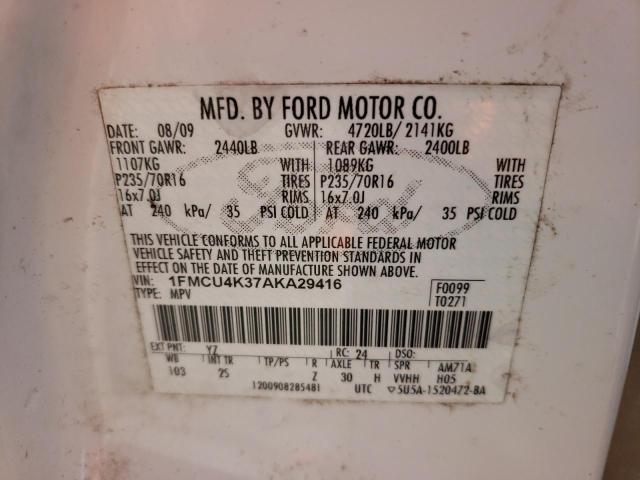 MFD. BY FORD MOTOR CO.
DATE: 08/09 GVWR: 4720LB/ 2141KG
FRONT GAWR: 2440LB REAR GAWR: 2400LB
1107KG WITH 1089KG WITH
P235/70R16 TIRES P235/70R16 TIRES
16x7.0J RIMS 16x7.0J RIMS
AT 240 kPa/ 35 PSI COLD AT 240 kPa/ 35 PSI COLD
THIS VEHICLE CONFORMS TO ALL APPLICABLE FEDERAL MOTOR
VEHICLE SAFETY AND THEFT PREVENTION STANDARDS IN
EFFECT ON THE DATE OF MANUFACTURE SHOWN ABOVE.
VIN: 1FMCU4K37AKA29416 F0099
TYPE: MPV T0271
EXT PNT: YZ RC: 24 DSO:
WB INT TR TP/PS R AXLE TR SPR AM71A
103 25 Z 30 H VVHH H05
1200908285481 UTC ▽5U5A-1520472-BA
Ford